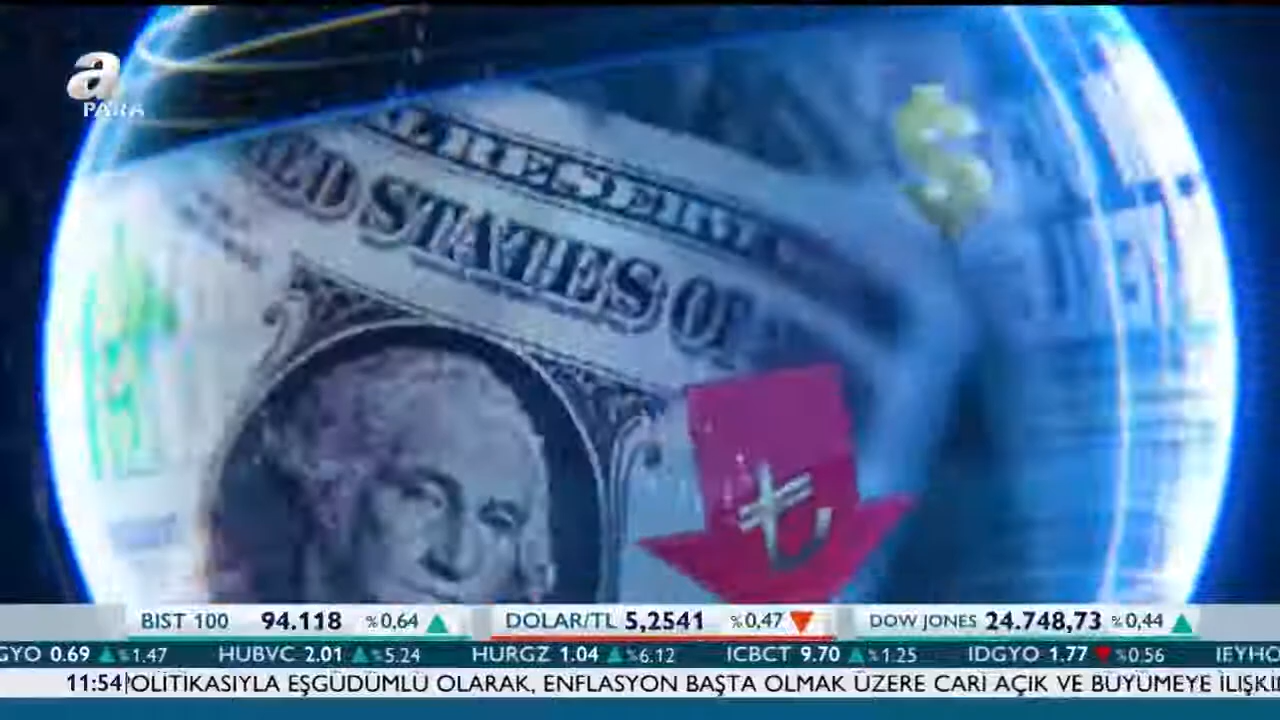 a
PARA
RESERVE
STATES OF
$
₺
BIST 100 94.118 %0,64 DOLAR/TL 5,2541 %0,47 DOW JONES 24.748,73 %0,44
GYO 0.69 %1.47 HUBVC 2.01 %5.24 HURGZ 1.04 %6.12 ICBCT 9.70 %1.25 IDGYO 1.77 %0.56 IEYHO
11:54 OLİTİKASIYLA EŞGÜDÜMLÜ OLARAK, ENFLASYON BAŞTA OLMAK ÜZERE CARİ AÇIK VE BÜYÜMEYE İLİŞKİ